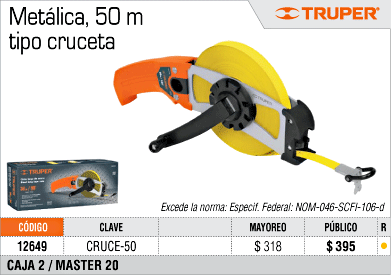 Metálica, 50 m
tipo cruceta
TRUPER
TRUPER
Excede la norma: Especif. Federal: NOM-046-SCFI-106-d
CÓDIGO CLAVE MAYOREO PÚBLICO R
12649 CRUCE-50 $ 318 $ 395
CAJA 2 / MASTER 20